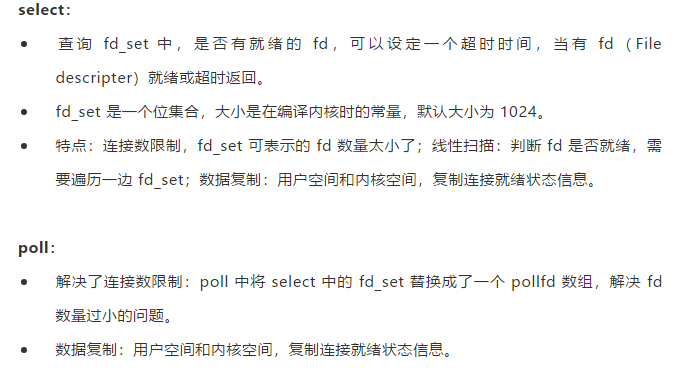 select：
• 查询 fd_set 中，是否有就绪的 fd，可以设定一个超时时间，当有 fd（File
descripter）就绪或超时返回。
• fd_set 是一个位集合，大小是在编译内核时的常量，默认大小为 1024。
• 特点：连接数限制，fd_set 可表示的 fd 数量太小了；线性扫描：判断 fd 是否就绪，需
要遍历一边 fd_set；数据复制：用户空间和内核空间，复制连接就绪状态信息。
poll：
• 解决了连接数限制：poll 中将 select 中的 fd_set 替换成了一个 pollfd 数组，解决 fd
数量过小的问题。
• 数据复制：用户空间和内核空间，复制连接就绪状态信息。